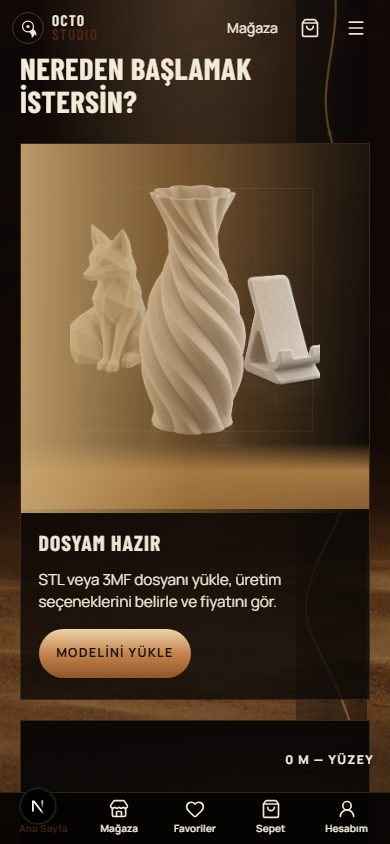 OCTO
STUDIO
Mağaza
NEREDEN BAŞLAMAK
İSTERSİN?
DOSYAM HAZIR
STL veya 3MF dosyanı yükle, üretim
seçeneklerini belirle ve fiyatını gör.
MODELİNİ YÜKLE
0 M — YÜZEY
N
Ana Sayfa
Mağaza
Favoriler
Sepet
Hesabım